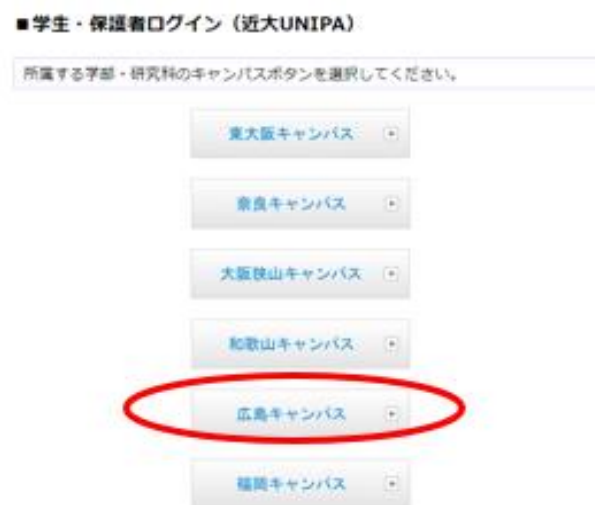 ■学生・保護者ログイン（近大UNIPA）
所属する学部・研究科のキャンパスボタンを選択してください。
東大阪キャンパス
奈良キャンパス
大阪狭山キャンパス
和歌山キャンパス
広島キャンパス
福岡キャンパス